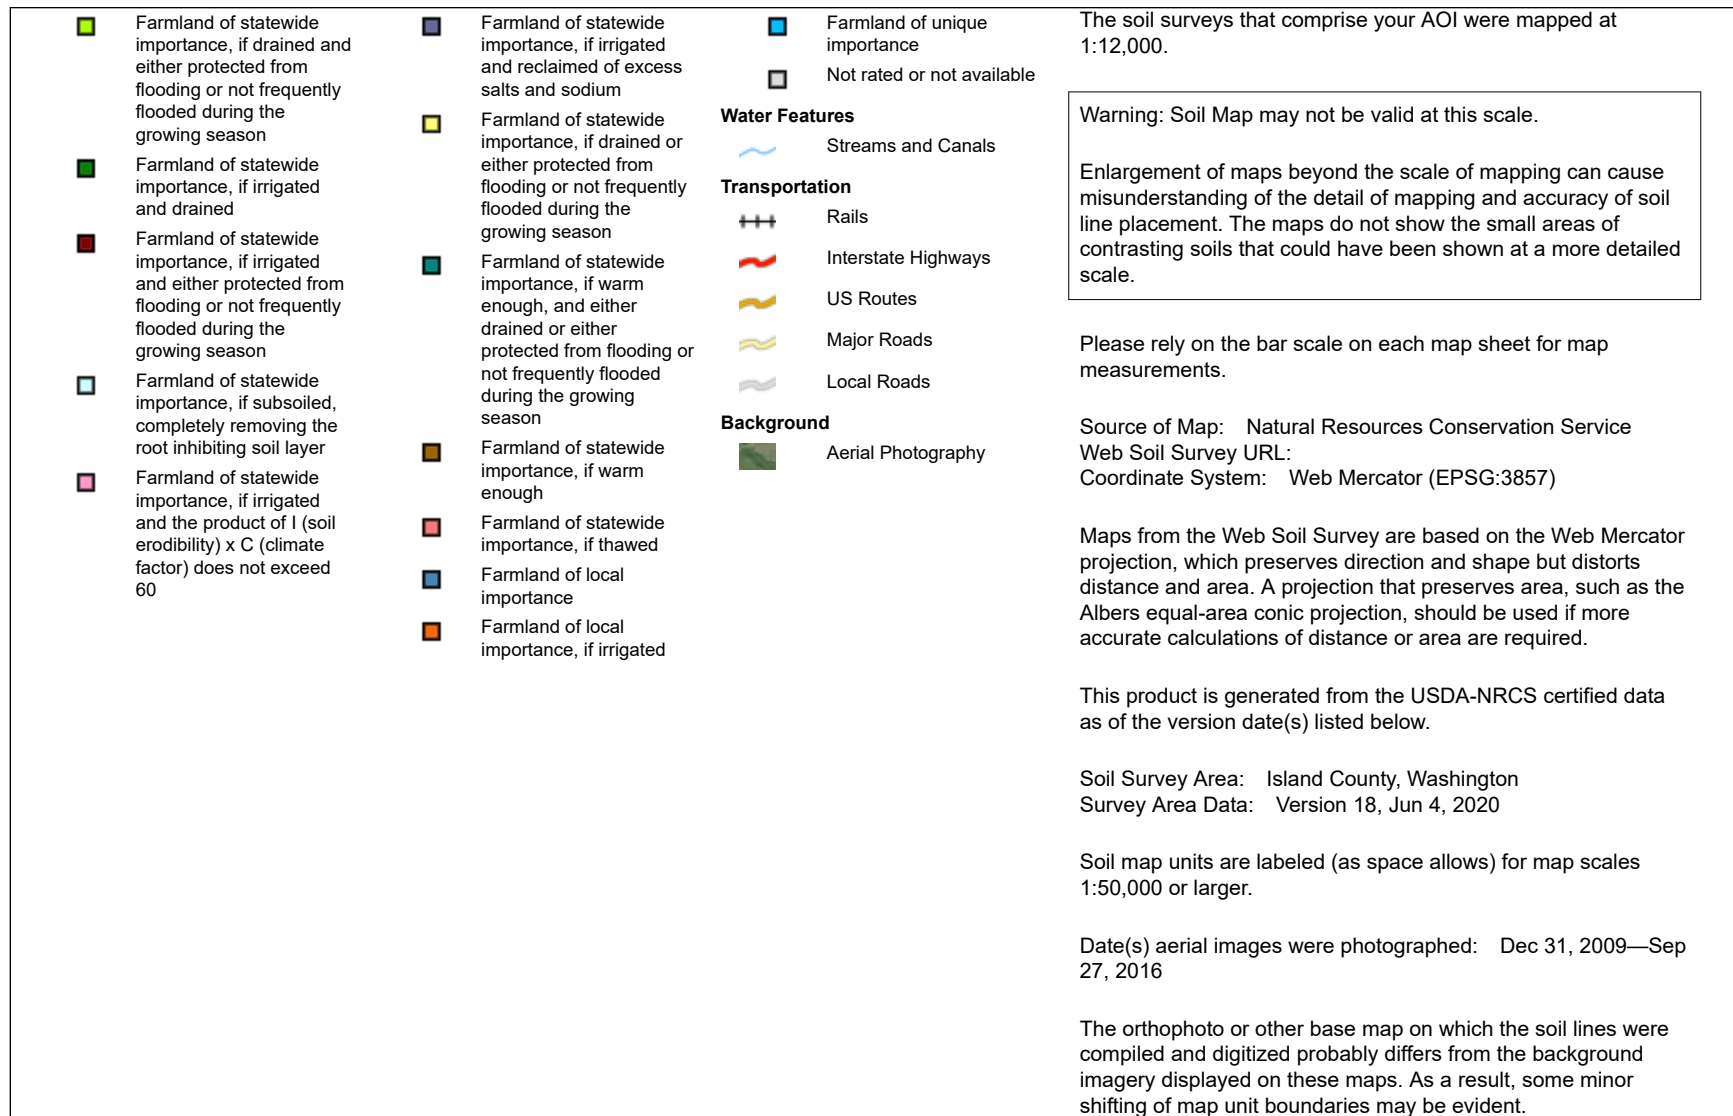 Farmland of statewide
importance, if drained and
either protected from
flooding or not frequently
flooded during the
growing season
Farmland of statewide
importance, if irrigated
and drained
Farmland of statewide
importance, if irrigated
and either protected from
flooding or not frequently
flooded during the
growing season
Farmland of statewide
importance, if subsoiled,
completely removing the
root inhibiting soil layer
Farmland of statewide
importance, if irrigated
and the product of I (soil
erodibility) x C (climate
factor) does not exceed
60
Farmland of statewide
importance, if irrigated
and reclaimed of excess
salts and sodium
Farmland of statewide
importance, if drained or
either protected from
flooding or not frequently
flooded during the
growing season
Farmland of statewide
importance, if warm
enough, and either
drained or either
protected from flooding or
not frequently flooded
during the growing
season
Farmland of statewide
importance, if warm
enough
Farmland of statewide
importance, if thawed
Farmland of local
importance
Farmland of local
importance, if irrigated
Farmland of unique
importance
Not rated or not available
Water Features
Streams and Canals
Transportation
Rails
Interstate Highways
US Routes
Major Roads
Local Roads
Background
Aerial Photography
The soil surveys that comprise your AOI were mapped at
1:12,000.
Warning: Soil Map may not be valid at this scale.
Enlargement of maps beyond the scale of mapping can cause
misunderstanding of the detail of mapping and accuracy of soil
line placement. The maps do not show the small areas of
contrasting soils that could have been shown at a more detailed
scale.
Please rely on the bar scale on each map sheet for map
measurements.
Source of Map: Natural Resources Conservation Service
Web Soil Survey URL:
Coordinate System: Web Mercator (EPSG:3857)
Maps from the Web Soil Survey are based on the Web Mercator
projection, which preserves direction and shape but distorts
distance and area. A projection that preserves area, such as the
Albers equal-area conic projection, should be used if more
accurate calculations of distance or area are required.
This product is generated from the USDA-NRCS certified data
as of the version date(s) listed below.
Soil Survey Area: Island County, Washington
Survey Area Data: Version 18, Jun 4, 2020
Soil map units are labeled (as space allows) for map scales
1:50,000 or larger.
Date(s) aerial images were photographed: Dec 31, 2009—Sep
27, 2016
The orthophoto or other base map on which the soil lines were
compiled and digitized probably differs from the background
imagery displayed on these maps. As a result, some minor
shifting of map unit boundaries may be evident.